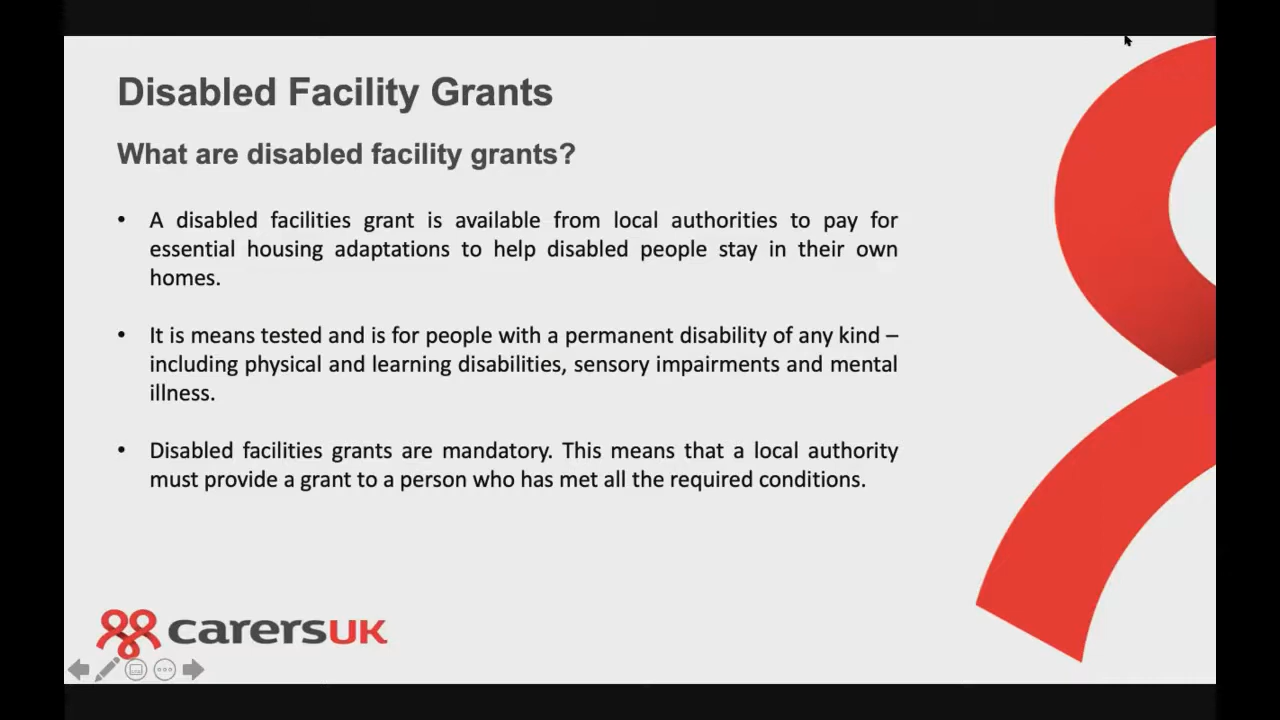 Disabled Facility Grants
What are disabled facility grants?
• A disabled facilities grant is available from local authorities to pay for
essential housing adaptations to help disabled people stay in their own
homes.
• It is means tested and is for people with a permanent disability of any kind –
including physical and learning disabilities, sensory impairments and mental
illness.
• Disabled facilities grants are mandatory. This means that a local authority
must provide a grant to a person who has met all the required conditions.
carersUK